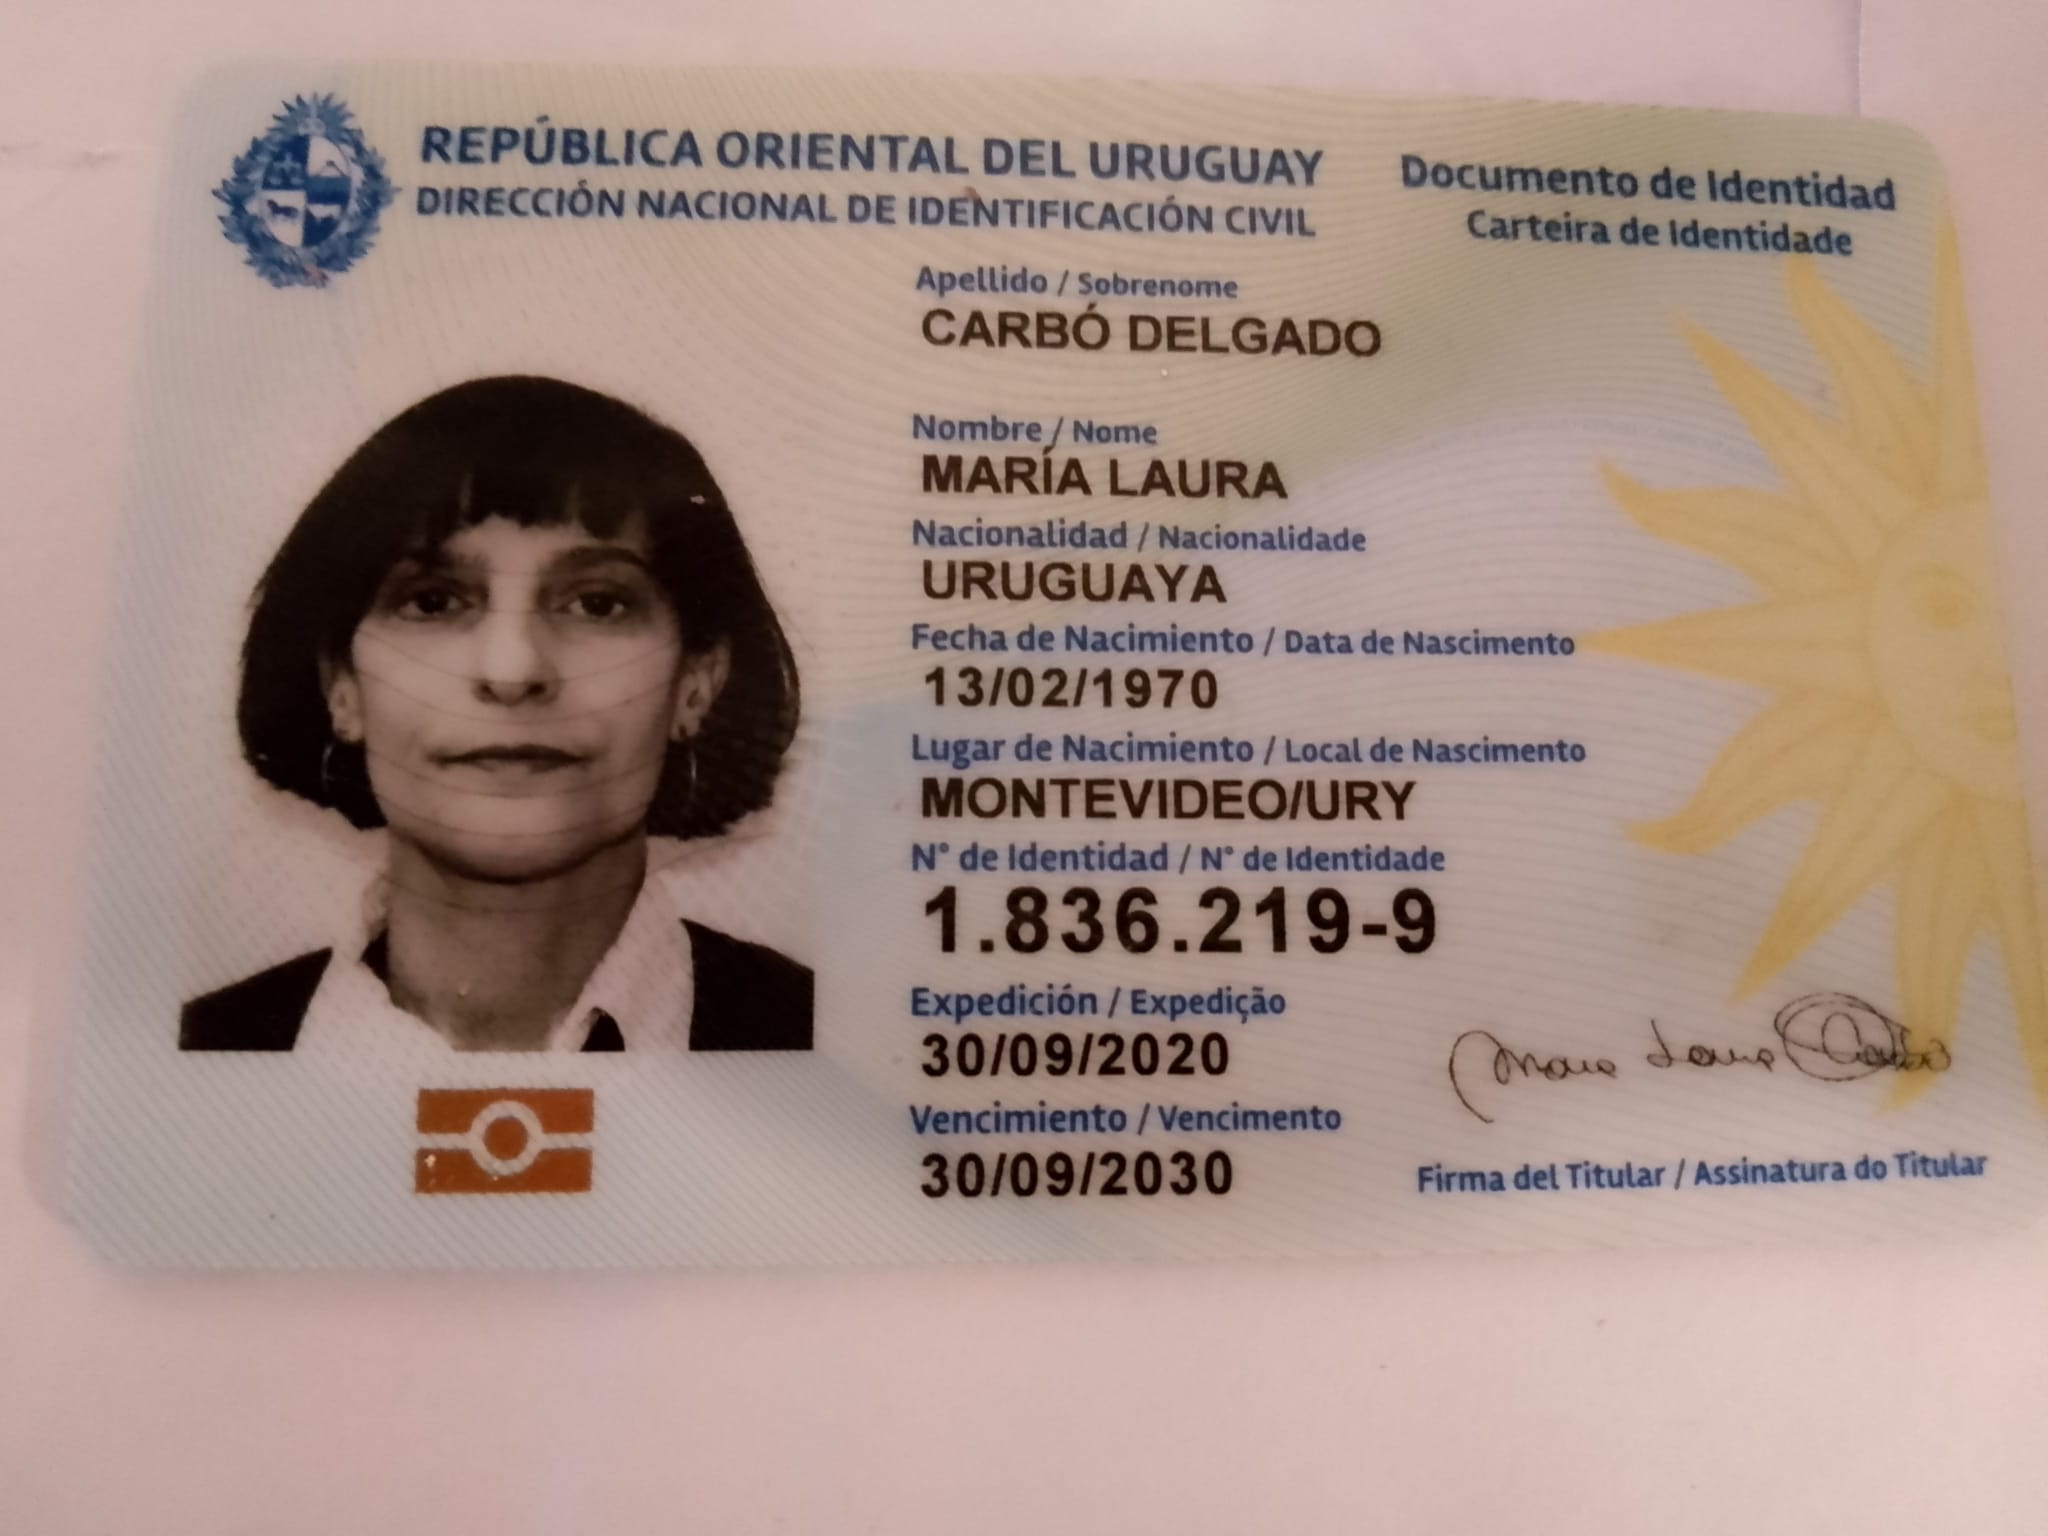 REPÚBLICA ORIENTAL DEL URUGUAY
DIRECCIÓN NACIONAL DE IDENTIFICACIÓN CIVIL
Documento de Identidad
Carteira de Identidade
Apellido / Sobrenome
CARBÓ DELGADO
Nombre / Nome
MARÍA LAURA
Nacionalidad / Nacionalidade
URUGUAYA
Fecha de Nacimiento / Data de Nascimento
13/02/1970
Lugar de Nacimiento / Local de Nascimento
MONTEVIDEO/URY
N° de Identidad / N° de Identidade
1.836.219-9
Expedición / Expedição
30/09/2020
Vencimiento / Vencimento
30/09/2030
Maria Laura Carbó
Firma del Titular / Assinatura do Titular